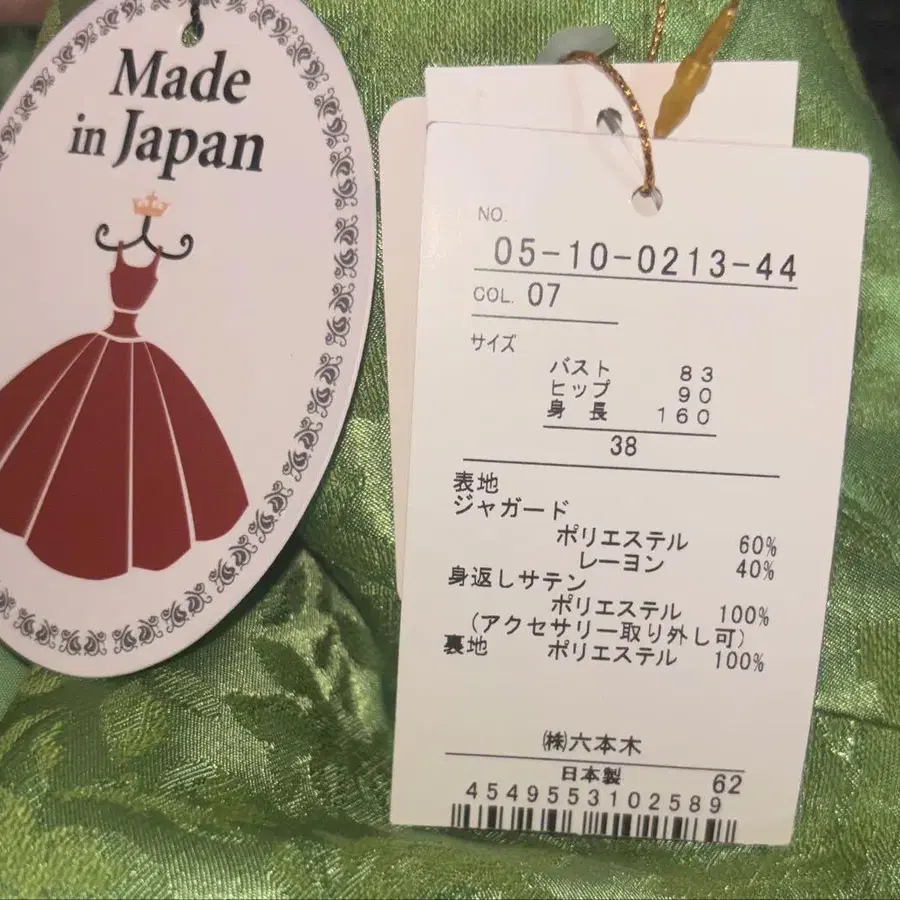 Made
in Japan
NO.
05-10-0213-44
COL. 07
サイズ
バスト 83
ヒップ 90
身長 160
38
表地
ジャガード
ポリエステル 60%
レーヨン 40%
身返しサテン
ポリエステル 100%
(アクセサリー取り外し可)
裏地 ポリエステル 100%
㈱六本木
日本製 62
4549553102589